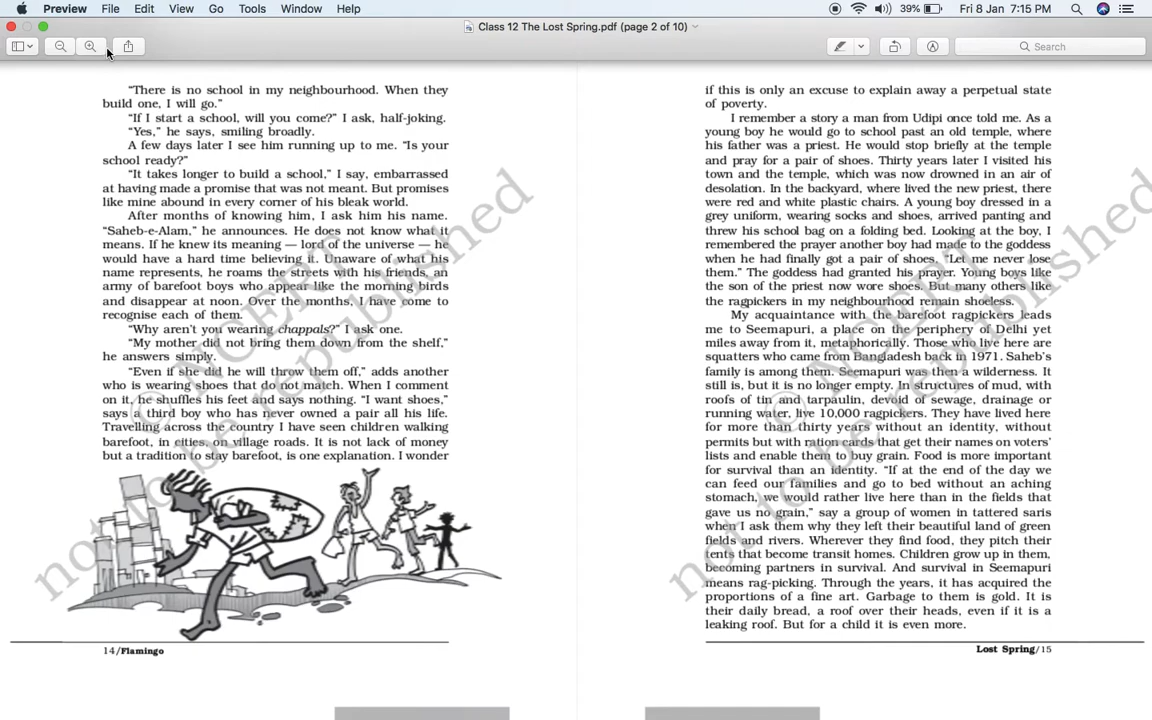 Preview File Edit View Go Tools Window Help 39% Fri 8 Jan 7:15 PM
Class 12 The Lost Spring.pdf (page 2 of 10)
Search
“There is no school in my neighbourhood. When they
build one, I will go.”
“If I start a school, will you come?” I ask, half-joking.
“Yes,” he says, smiling broadly.
A few days later I see him running up to me. “Is your
school ready?”
“It takes longer to build a school,” I say, embarrassed
at having made a promise that was not meant. But promises
like mine abound in every corner of his bleak world.
After months of knowing him, I ask him his name.
“Saheb-e-Alam,” he announces. He does not know what it
means. If he knew its meaning — lord of the universe — he
would have a hard time believing it. Unaware of what his
name represents, he roams the streets with his friends, an
army of barefoot boys who appear like the morning birds
and disappear at noon. Over the months, I have come to
recognise each of them.
“Why aren’t you wearing chappals?” I ask one.
“My mother did not bring them down from the shelf,”
he answers simply.
“Even if she did he will throw them off,” adds another
who is wearing shoes that do not match. When I comment
on it, he shuffles his feet and says nothing. “I want shoes,”
says a third boy who has never owned a pair all his life.
Travelling across the country I have seen children walking
barefoot, in cities, on village roads. It is not lack of money
but a tradition to stay barefoot, is one explanation. I wonder
14/Flamingo
© NCERT
not to be republished
if this is only an excuse to explain away a perpetual state
of poverty.
I remember a story a man from Udipi once told me. As a
young boy he would go to school past an old temple, where
his father was a priest. He would stop briefly at the temple
and pray for a pair of shoes. Thirty years later I visited his
town and the temple, which was now drowned in an air of
desolation. In the backyard, where lived the new priest, there
were red and white plastic chairs. A young boy dressed in a
grey uniform, wearing socks and shoes, arrived panting and
threw his school bag on a folding bed. Looking at the boy, I
remembered the prayer another boy had made to the goddess
when he had finally got a pair of shoes, “Let me never lose
them.” The goddess had granted his prayer. Young boys like
the son of the priest now wore shoes. But many others like
the ragpickers in my neighbourhood remain shoeless.
My acquaintance with the barefoot ragpickers leads
me to Seemapuri, a place on the periphery of Delhi yet
miles away from it, metaphorically. Those who live here are
squatters who came from Bangladesh back in 1971. Saheb’s
family is among them. Seemapuri was then a wilderness. It
still is, but it is no longer empty. In structures of mud, with
roofs of tin and tarpaulin, devoid of sewage, drainage or
running water, live 10,000 ragpickers. They have lived here
for more than thirty years without an identity, without
permits but with ration cards that get their names on voters’
lists and enable them to buy grain. Food is more important
for survival than an identity. “If at the end of the day we
can feed our families and go to bed without an aching
stomach, we would rather live here than in the fields that
gave us no grain,” say a group of women in tattered saris
when I ask them why they left their beautiful land of green
fields and rivers. Wherever they find food, they pitch their
tents that become transit homes. Children grow up in them,
becoming partners in survival. And survival in Seemapuri
means rag-picking. Through the years, it has acquired the
proportions of a fine art. Garbage to them is gold. It is
their daily bread, a roof over their heads, even if it is a
leaking roof. But for a child it is even more.
Lost Spring/15
© NCERT
not to be republished